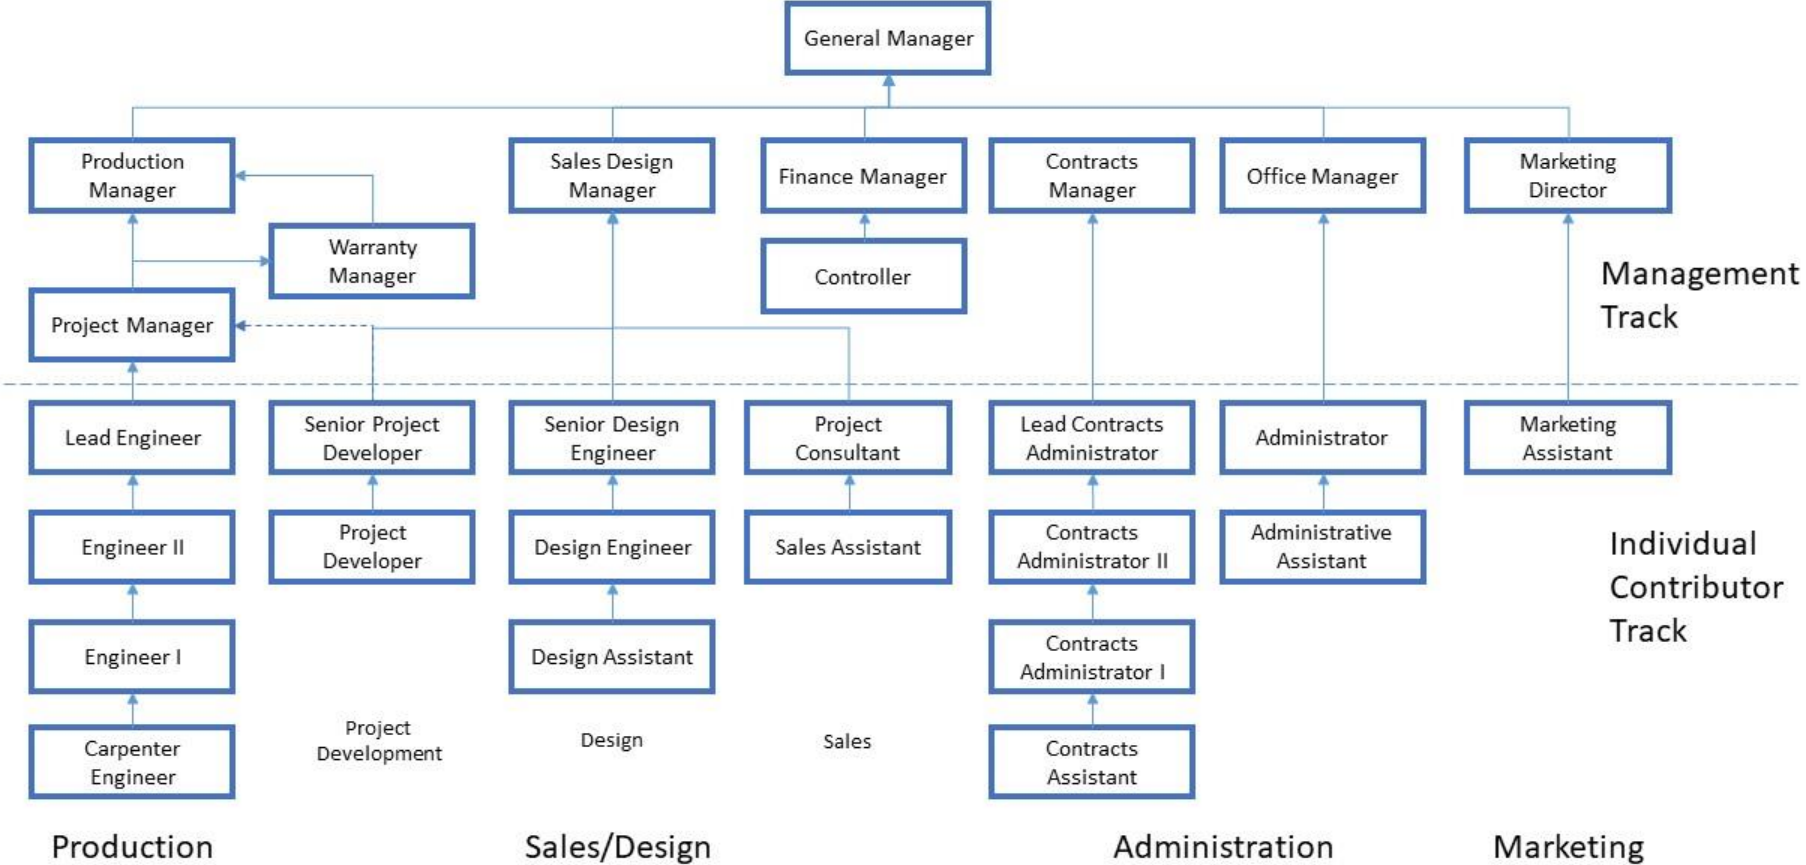 General Manager
Production
Manager
Sales Design
Manager
Finance Manager
Contracts
Manager
Office Manager
Marketing
Director
Warranty
Manager
Controller
Project Manager
Management
Track
Lead Engineer
Senior Project
Developer
Senior Design
Engineer
Project
Consultant
Lead Contracts
Administrator
Administrator
Marketing
Assistant
Engineer II
Project
Developer
Design Engineer
Sales Assistant
Contracts
Administrator II
Administrative
Assistant
Individual
Contributor
Track
Engineer I
Design Assistant
Contracts
Administrator I
Carpenter
Engineer
Project
Development
Design
Sales
Contracts
Assistant
Production
Sales/Design
Administration
Marketing